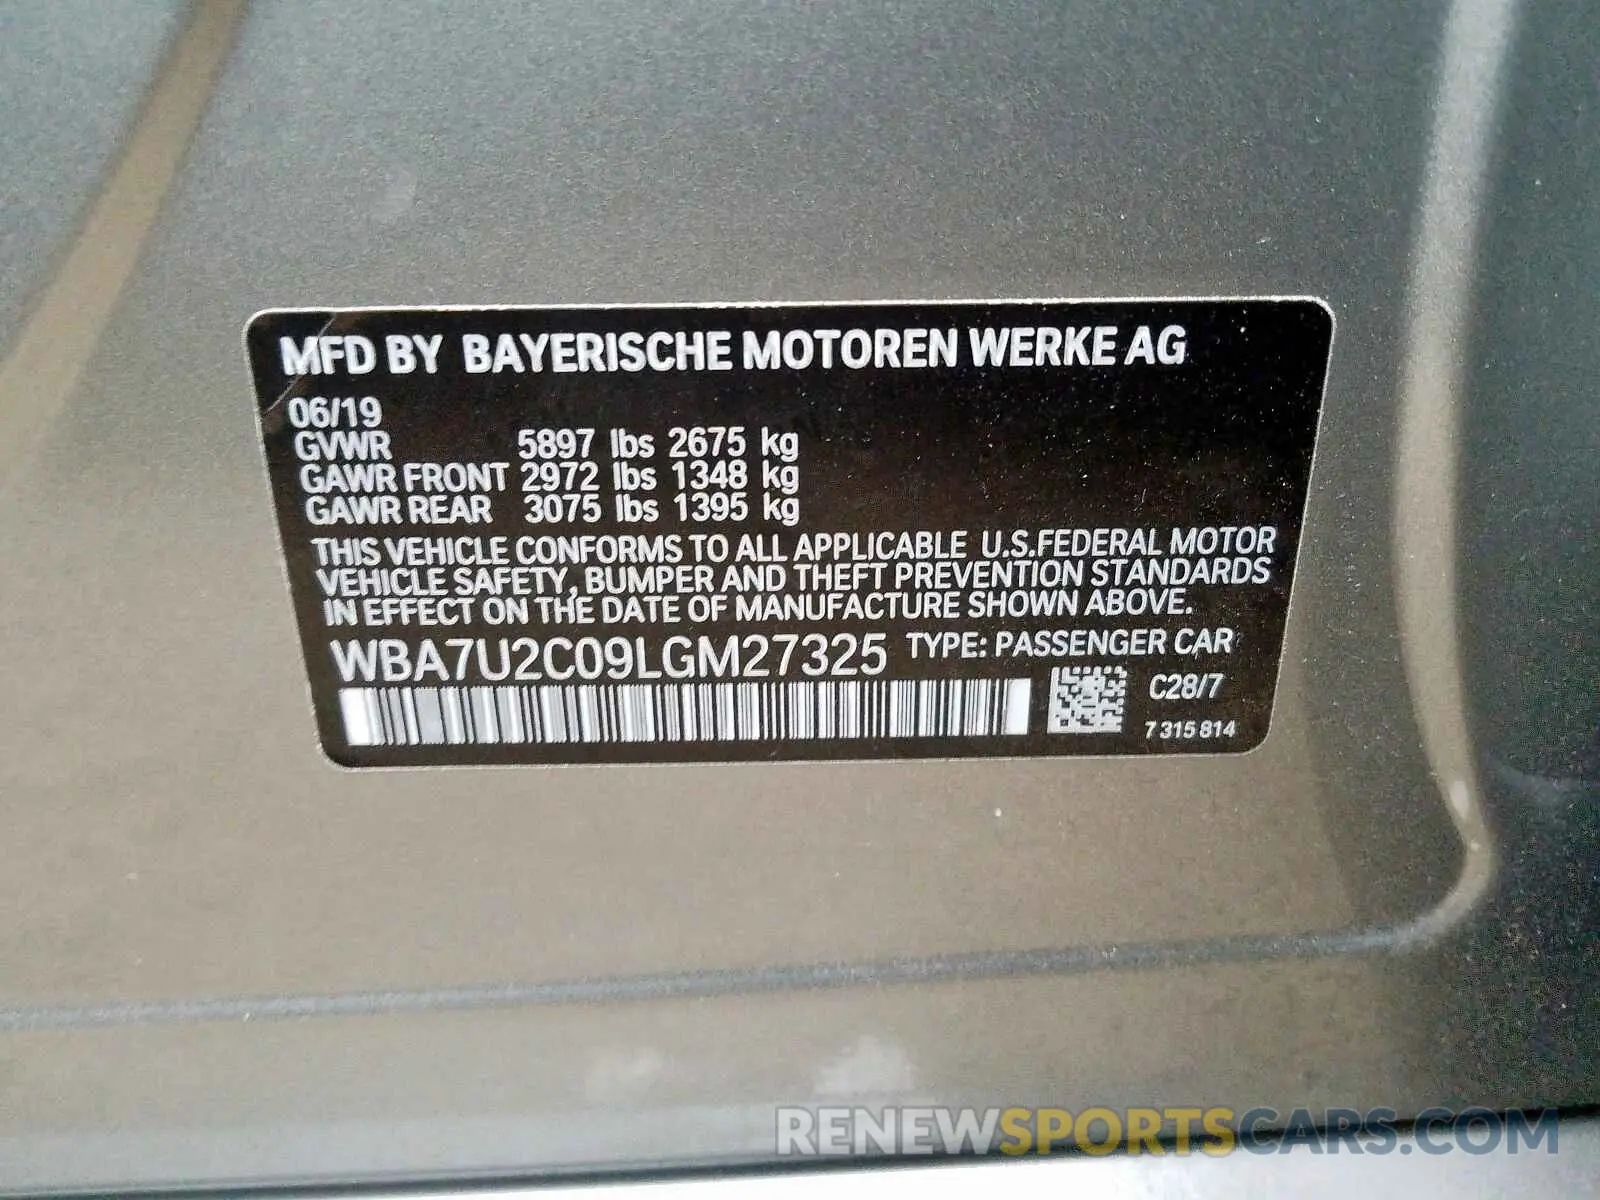 MFD BY BAYERISCHE MOTOREN WERKE AG
06/19
GVWR 5897 lbs 2675 kg
GAWR FRONT 2972 lbs 1348 kg
GAWR REAR 3075 lbs 1395 kg
THIS VEHICLE CONFORMS TO ALL APPLICABLE U.S.FEDERAL MOTOR
VEHICLE SAFETY, BUMPER AND THEFT PREVENTION STANDARDS
IN EFFECT ON THE DATE OF MANUFACTURE SHOWN ABOVE.
WBA7U2C09LGM27325 TYPE: PASSENGER CAR
C28/7
7 315 814
RENEWSPORTSCARS.COM